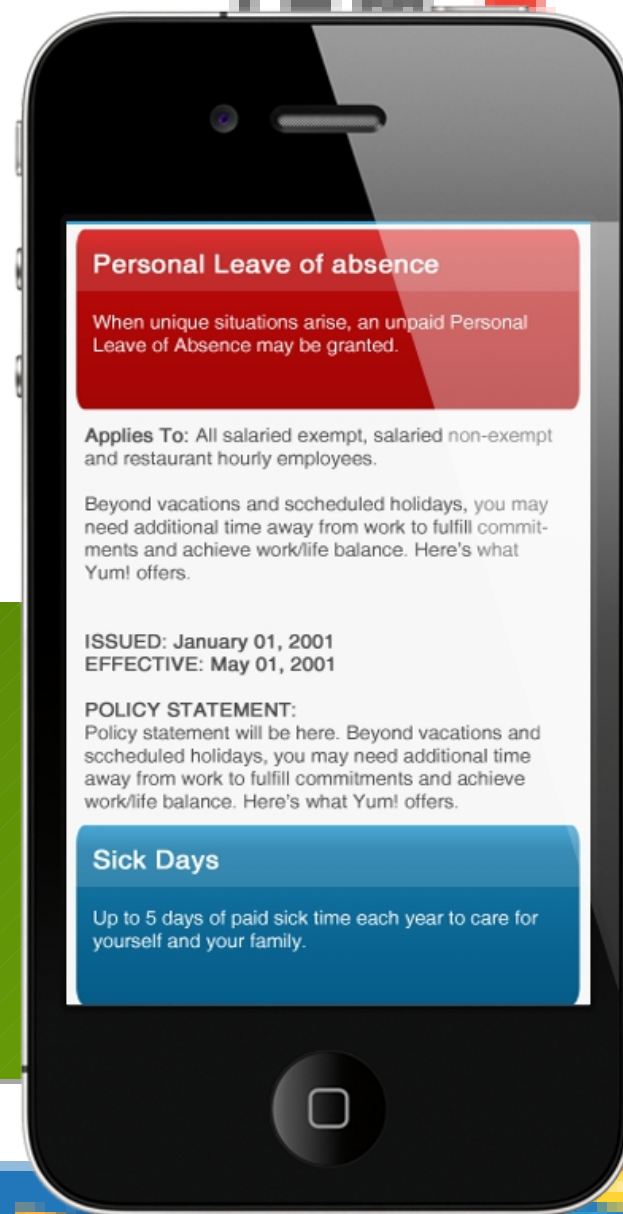 Personal Leave of absence
When unique situations arise, an unpaid Personal
Leave of Absence may be granted.
Applies To: All salaried exempt, salaried non-exempt
and restaurant hourly employees.
Beyond vacations and sccheduled holidays, you may
need additional time away from work to fulfill commit-
ments and achieve work/life balance. Here's what
Yum! offers.
ISSUED: January 01, 2001
EFFECTIVE: May 01, 2001
POLICY STATEMENT:
Policy statement will be here. Beyond vacations and
sccheduled holidays, you may need additional time
away from work to fulfill commitments and achieve
work/life balance. Here's what Yum! offers.
Sick Days
Up to 5 days of paid sick time each year to care for
yourself and your family.